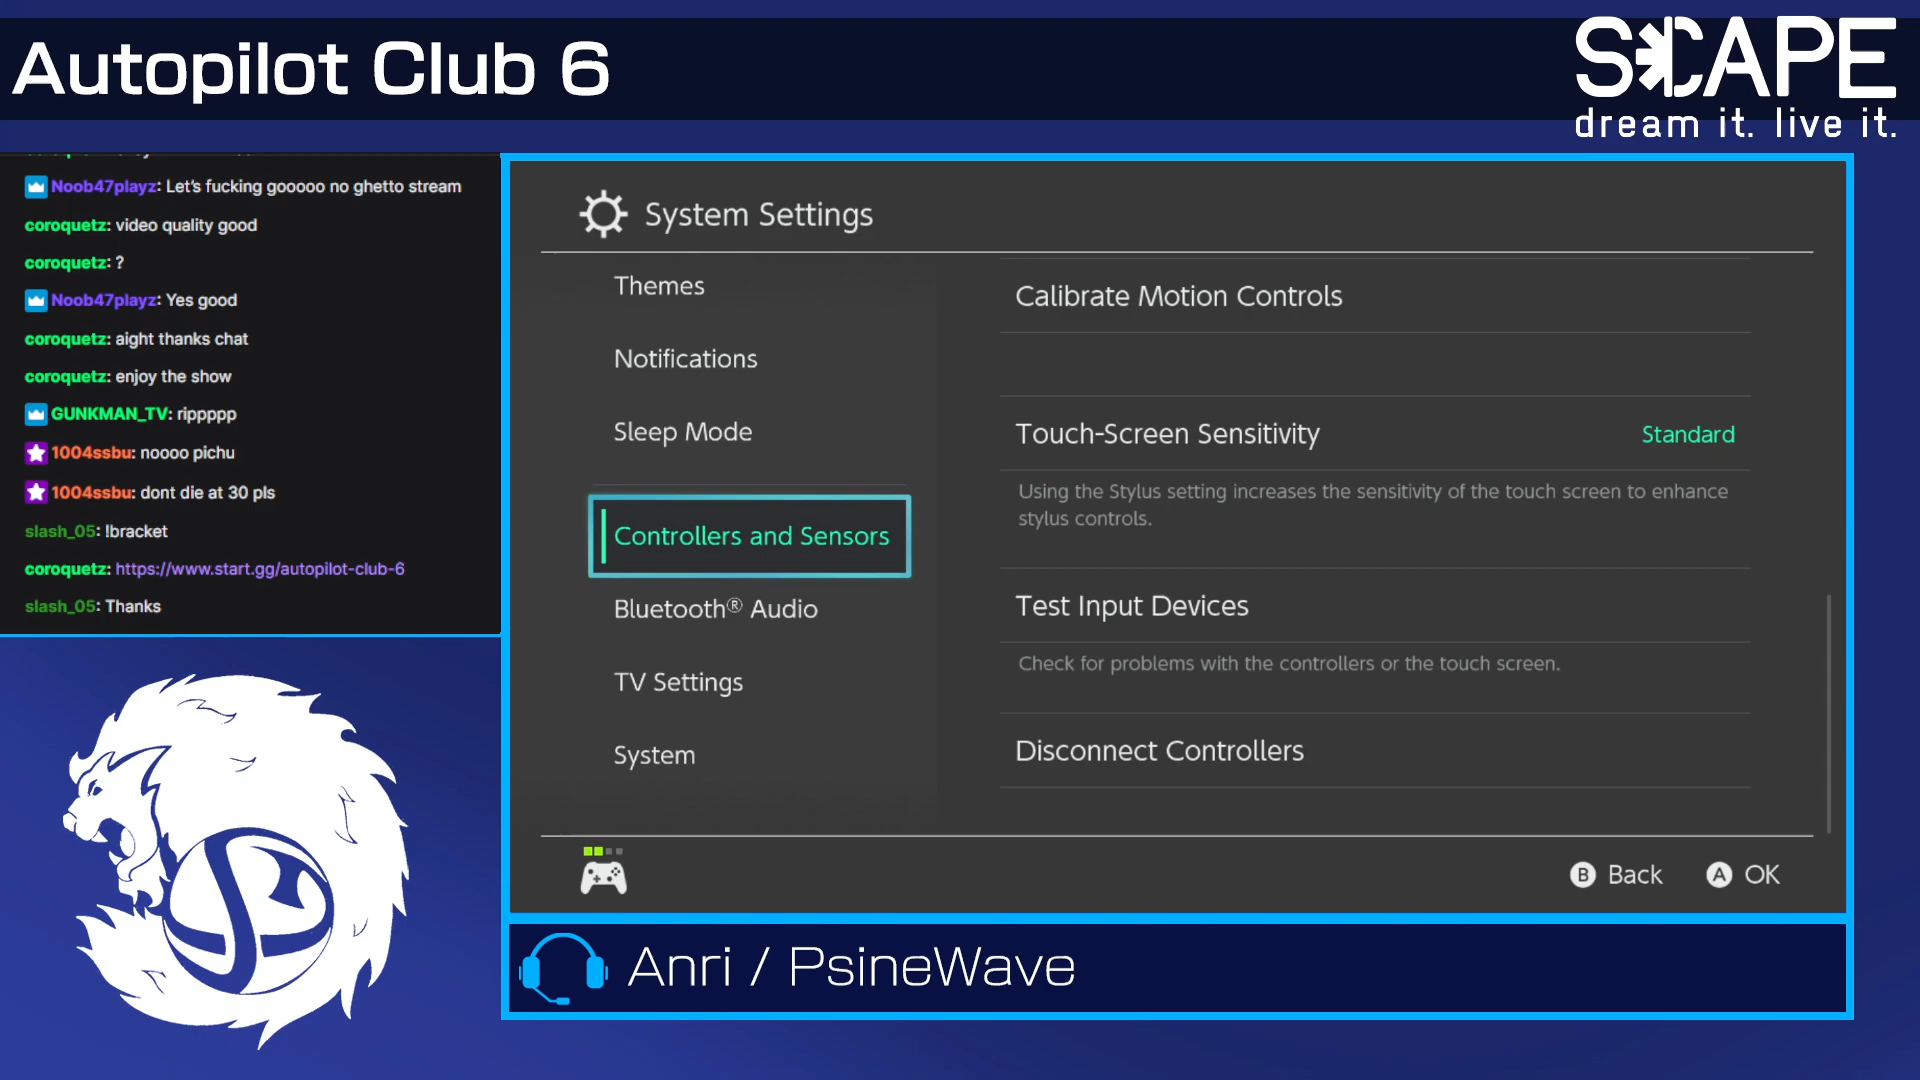 Autopilot Club 6
SCAPE
dream it. live it.
Noob47playz: Let's fucking gooooo no ghetto stream
coroquetz: video quality good
coroquetz: ?
Noob47playz: Yes good
coroquetz: aight thanks chat
coroquetz: enjoy the show
GUNKMAN_TV: rippppp
1004ssbu: noooo pichu
1004ssbu: dont die at 30 pls
slash_05: !bracket
coroquetz: https://www.start.gg/autopilot-club-6
slash_05: Thanks
System Settings
Themes
Notifications
Sleep Mode
Controllers and Sensors
Bluetooth® Audio
TV Settings
System
Calibrate Motion Controls
Touch-Screen Sensitivity Standard
Using the Stylus setting increases the sensitivity of the touch screen to enhance
stylus controls.
Test Input Devices
Check for problems with the controllers or the touch screen.
Disconnect Controllers
B Back A OK
Anri / PsineWave